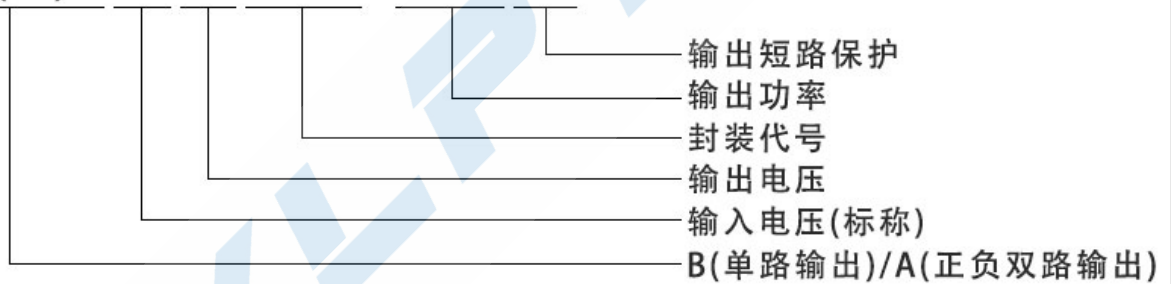 输出短路保护
输出功率
封装代号
输出电压
输入电压(标称)
B(单路输出)/A(正负双路输出)